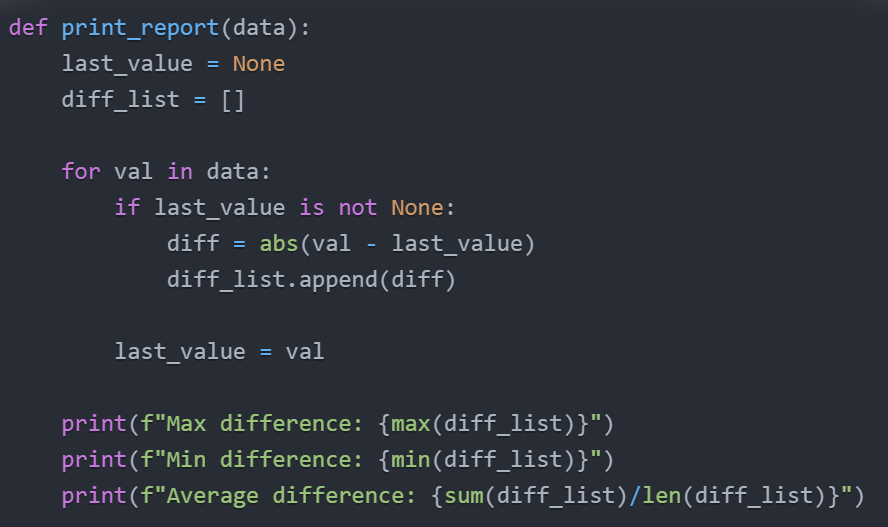 def print_report(data):
    last_value = None
    diff_list = []

    for val in data:
        if last_value is not None:
            diff = abs(val - last_value)
            diff_list.append(diff)

        last_value = val

    print(f"Max difference: {max(diff_list)}")
    print(f"Min difference: {min(diff_list)}")
    print(f"Average difference: {sum(diff_list)/len(diff_list)}")